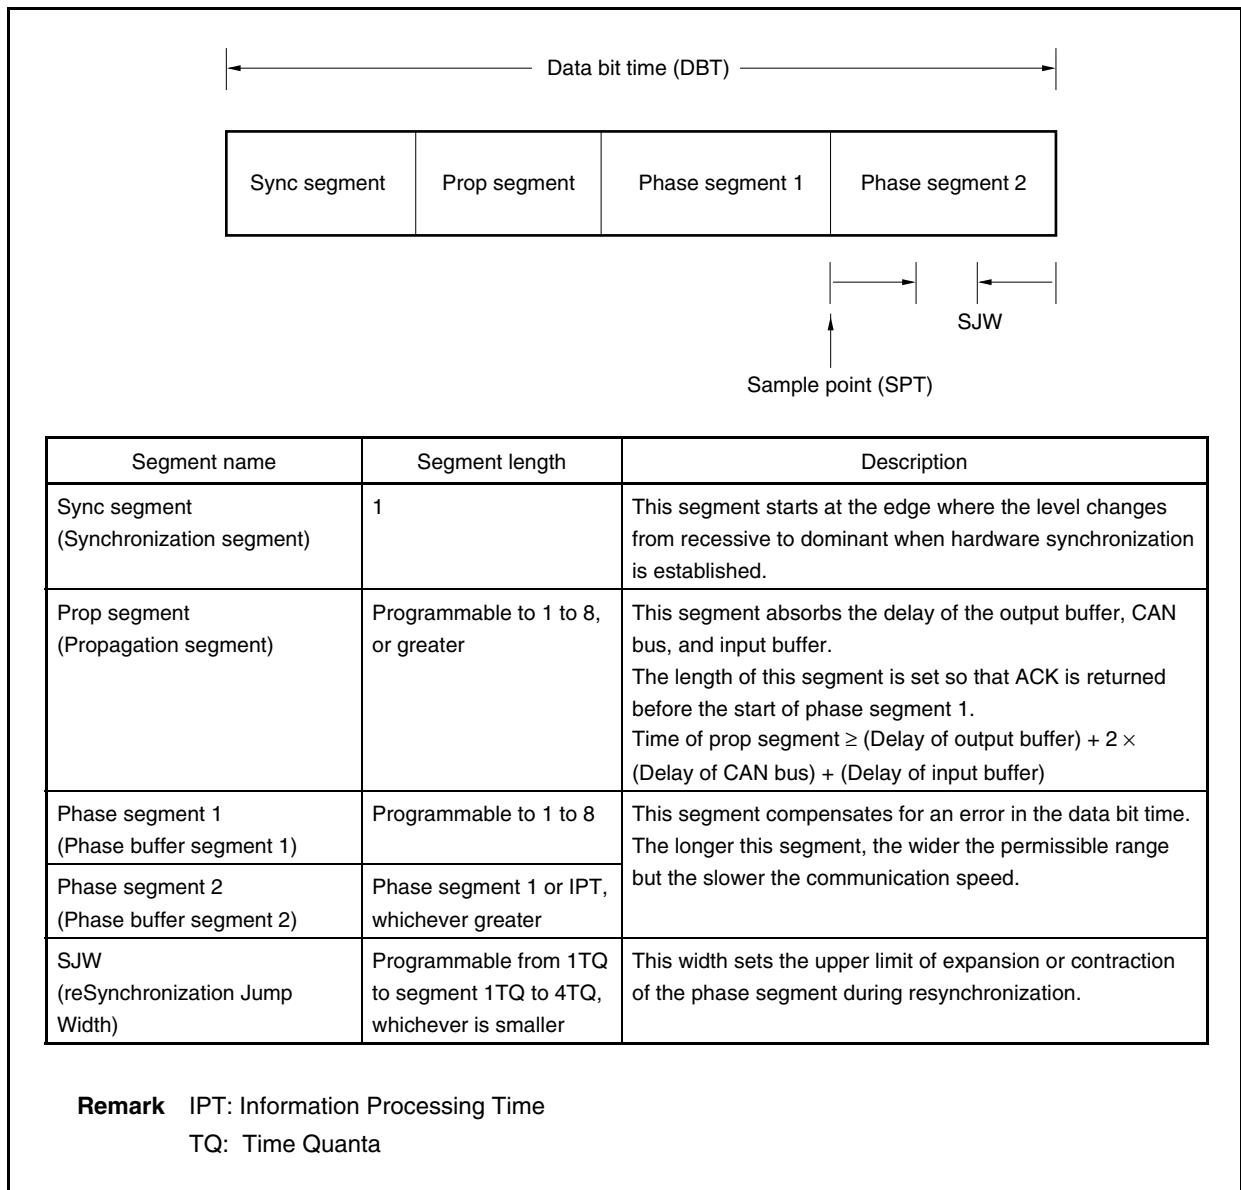 Data bit time (DBT)
Sync segment
Prop segment
Phase segment 1
Phase segment 2
SJW
Sample point (SPT)
Segment name
Segment length
Description
Sync segment
(Synchronization segment)
1
This segment starts at the edge where the level changes
from recessive to dominant when hardware synchronization
is established.
Prop segment
(Propagation segment)
Programmable to 1 to 8,
or greater
This segment absorbs the delay of the output buffer, CAN
bus, and input buffer.
The length of this segment is set so that ACK is returned
before the start of phase segment 1.
Time of prop segment ≥ (Delay of output buffer) + 2 ×
(Delay of CAN bus) + (Delay of input buffer)
Phase segment 1
(Phase buffer segment 1)
Programmable to 1 to 8
This segment compensates for an error in the data bit time.
The longer this segment, the wider the permissible range
but the slower the communication speed.
Phase segment 2
(Phase buffer segment 2)
Phase segment 1 or IPT,
whichever greater
SJW
(reSynchronization Jump
Width)
Programmable from 1TQ
to segment 1TQ to 4TQ,
whichever is smaller
This width sets the upper limit of expansion or contraction
of the phase segment during resynchronization.
Remark IPT: Information Processing Time
TQ: Time Quanta